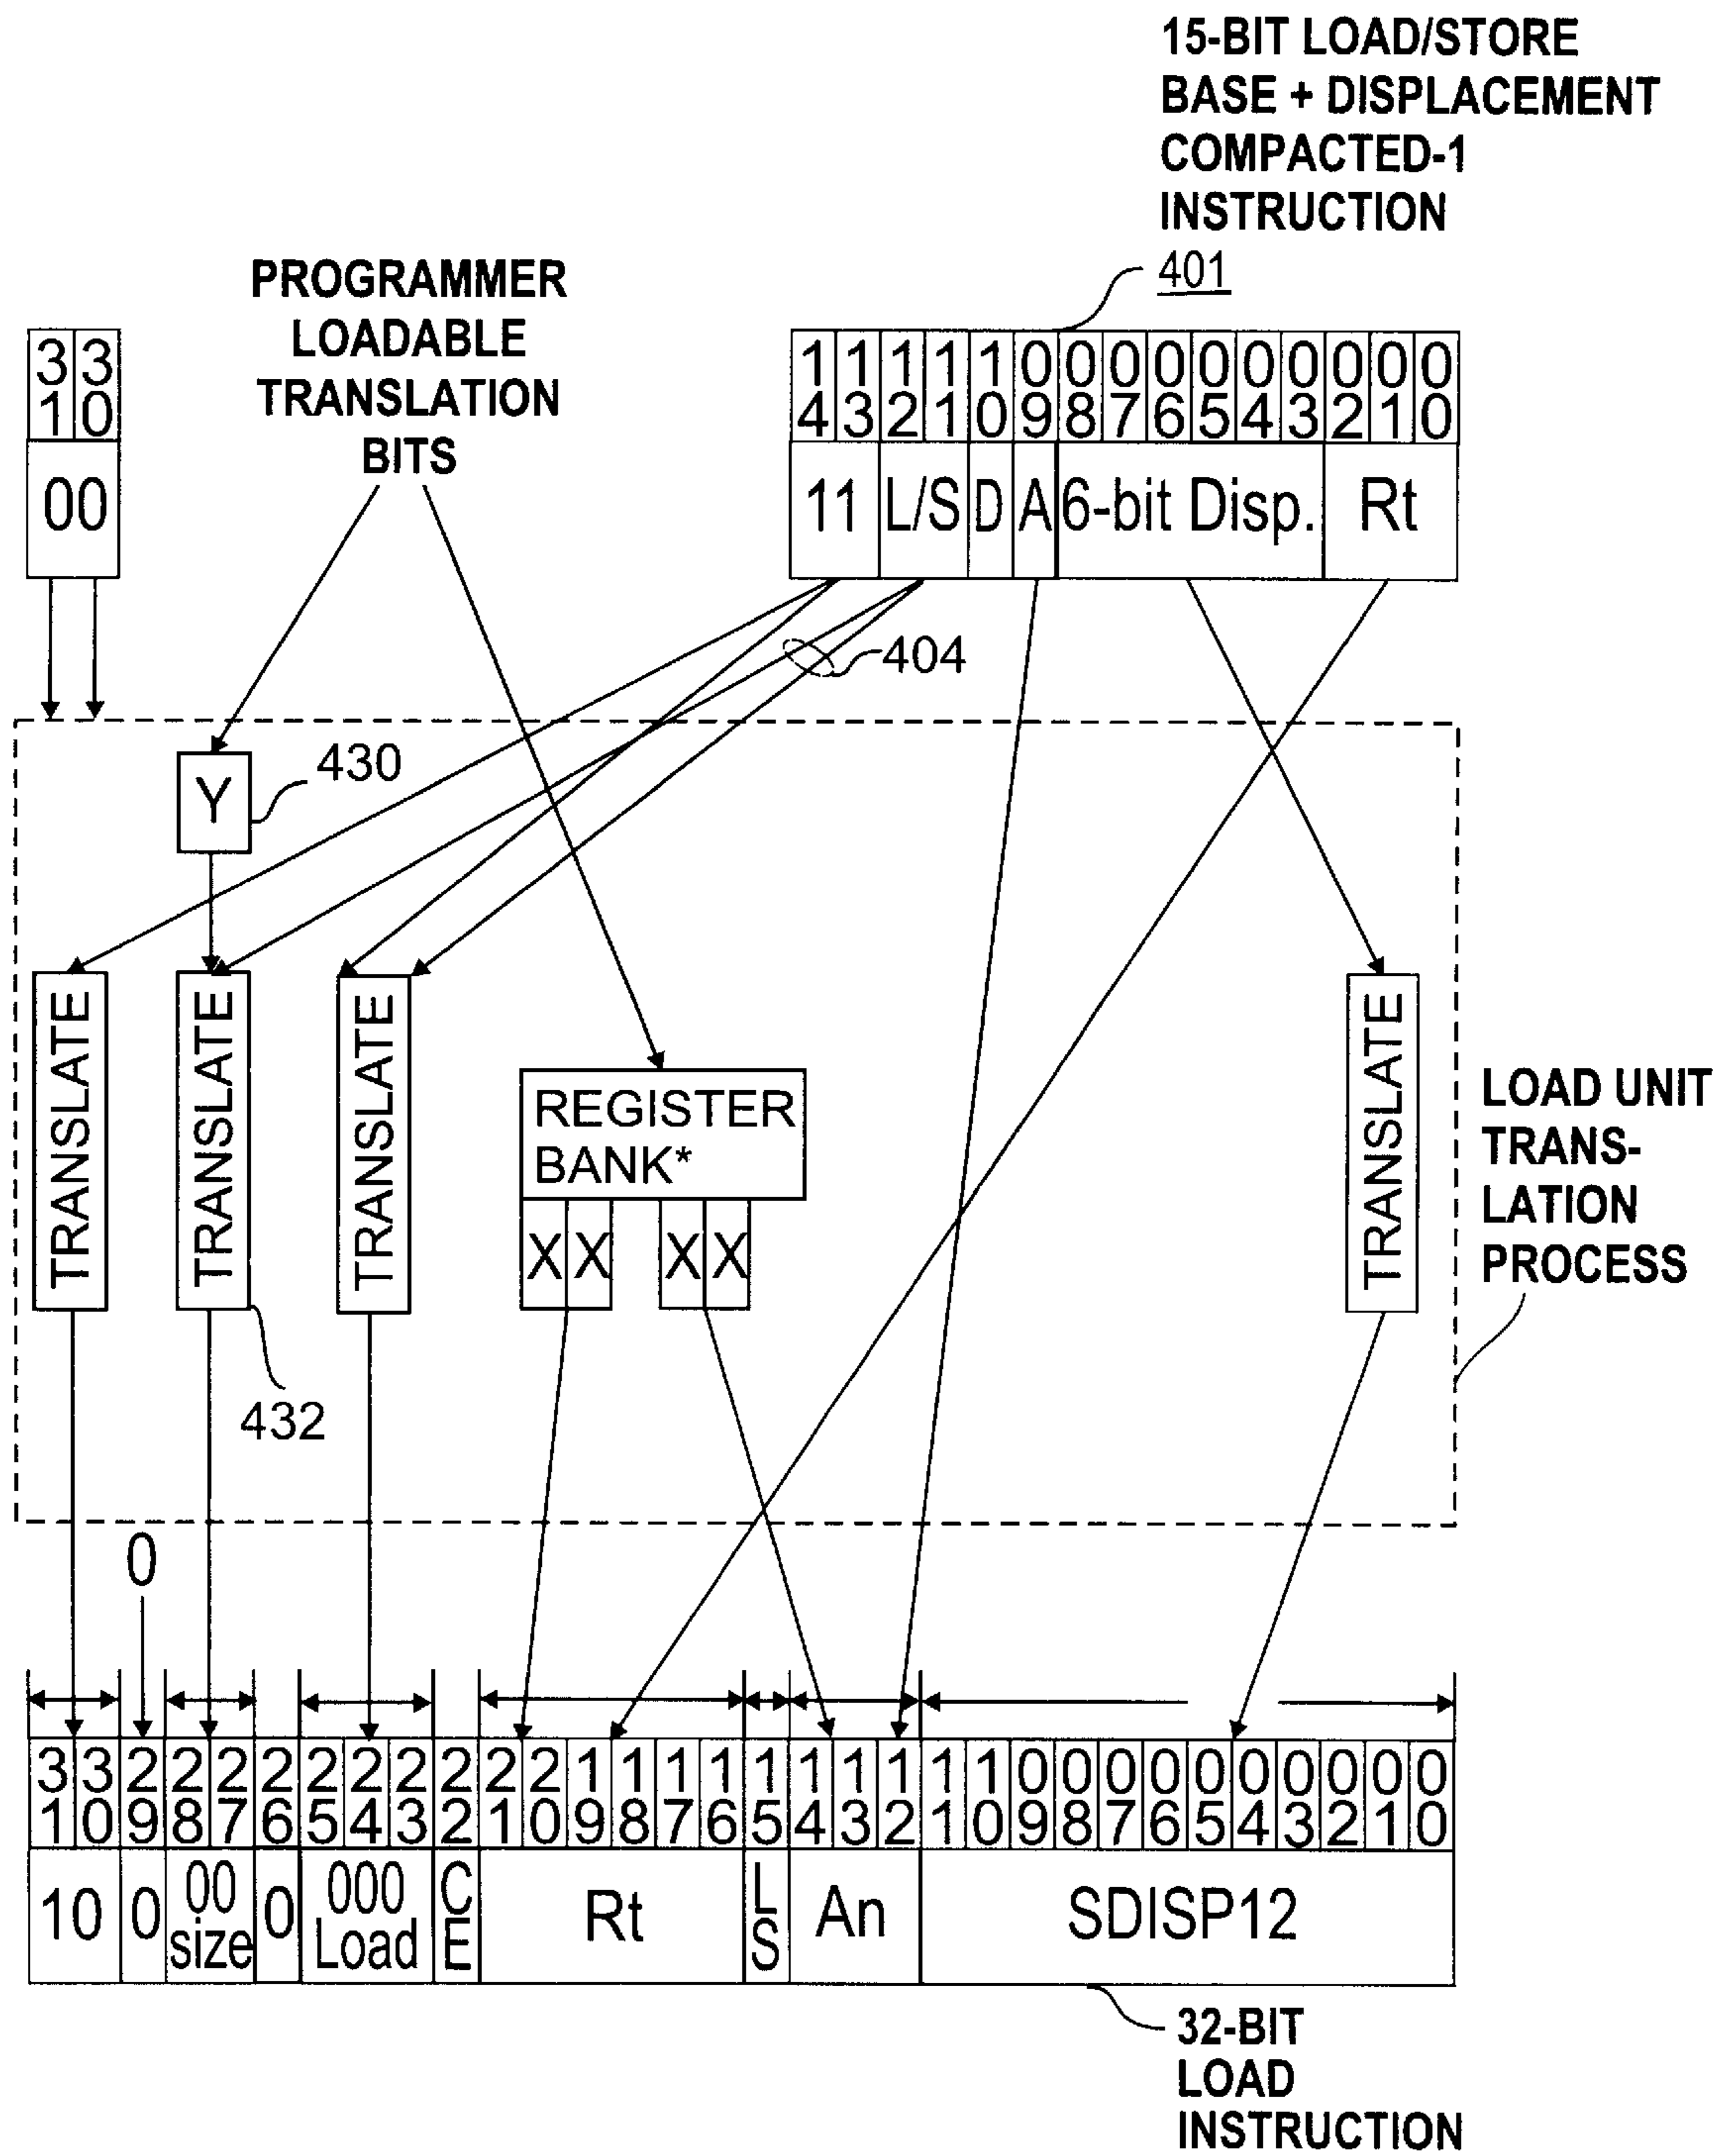 15-BIT LOAD/STORE
BASE + DISPLACEMENT
COMPACTED-1
INSTRUCTION
401
PROGRAMMER
LOADABLE
TRANSLATION
BITS
3 3
1 0
00
1 1 1 1 1 0 0 0 0 0 0 0 0 0 0
4 3 2 1 0 9 8 7 6 5 4 3 2 1 0
11 L/S D A 6-bit Disp. Rt
404
Y
430
TRANSLATE
TRANSLATE
TRANSLATE
REGISTER
BANK*
X X X X
TRANSLATE
432
LOAD UNIT
TRANS-
LATION
PROCESS
0
3 3 2 2 2 2 2 2 2 2 2 2 1 1 1 1 1 1 1 1 1 1 0 0 0 0 0 0 0 0 0 0
1 0 9 8 7 6 5 4 3 2 1 0 9 8 7 6 5 4 3 2 1 0 9 8 7 6 5 4 3 2 1 0
10 0 00 size 0 000 Load CE Rt LS An SDISP12
32-BIT
LOAD
INSTRUCTION